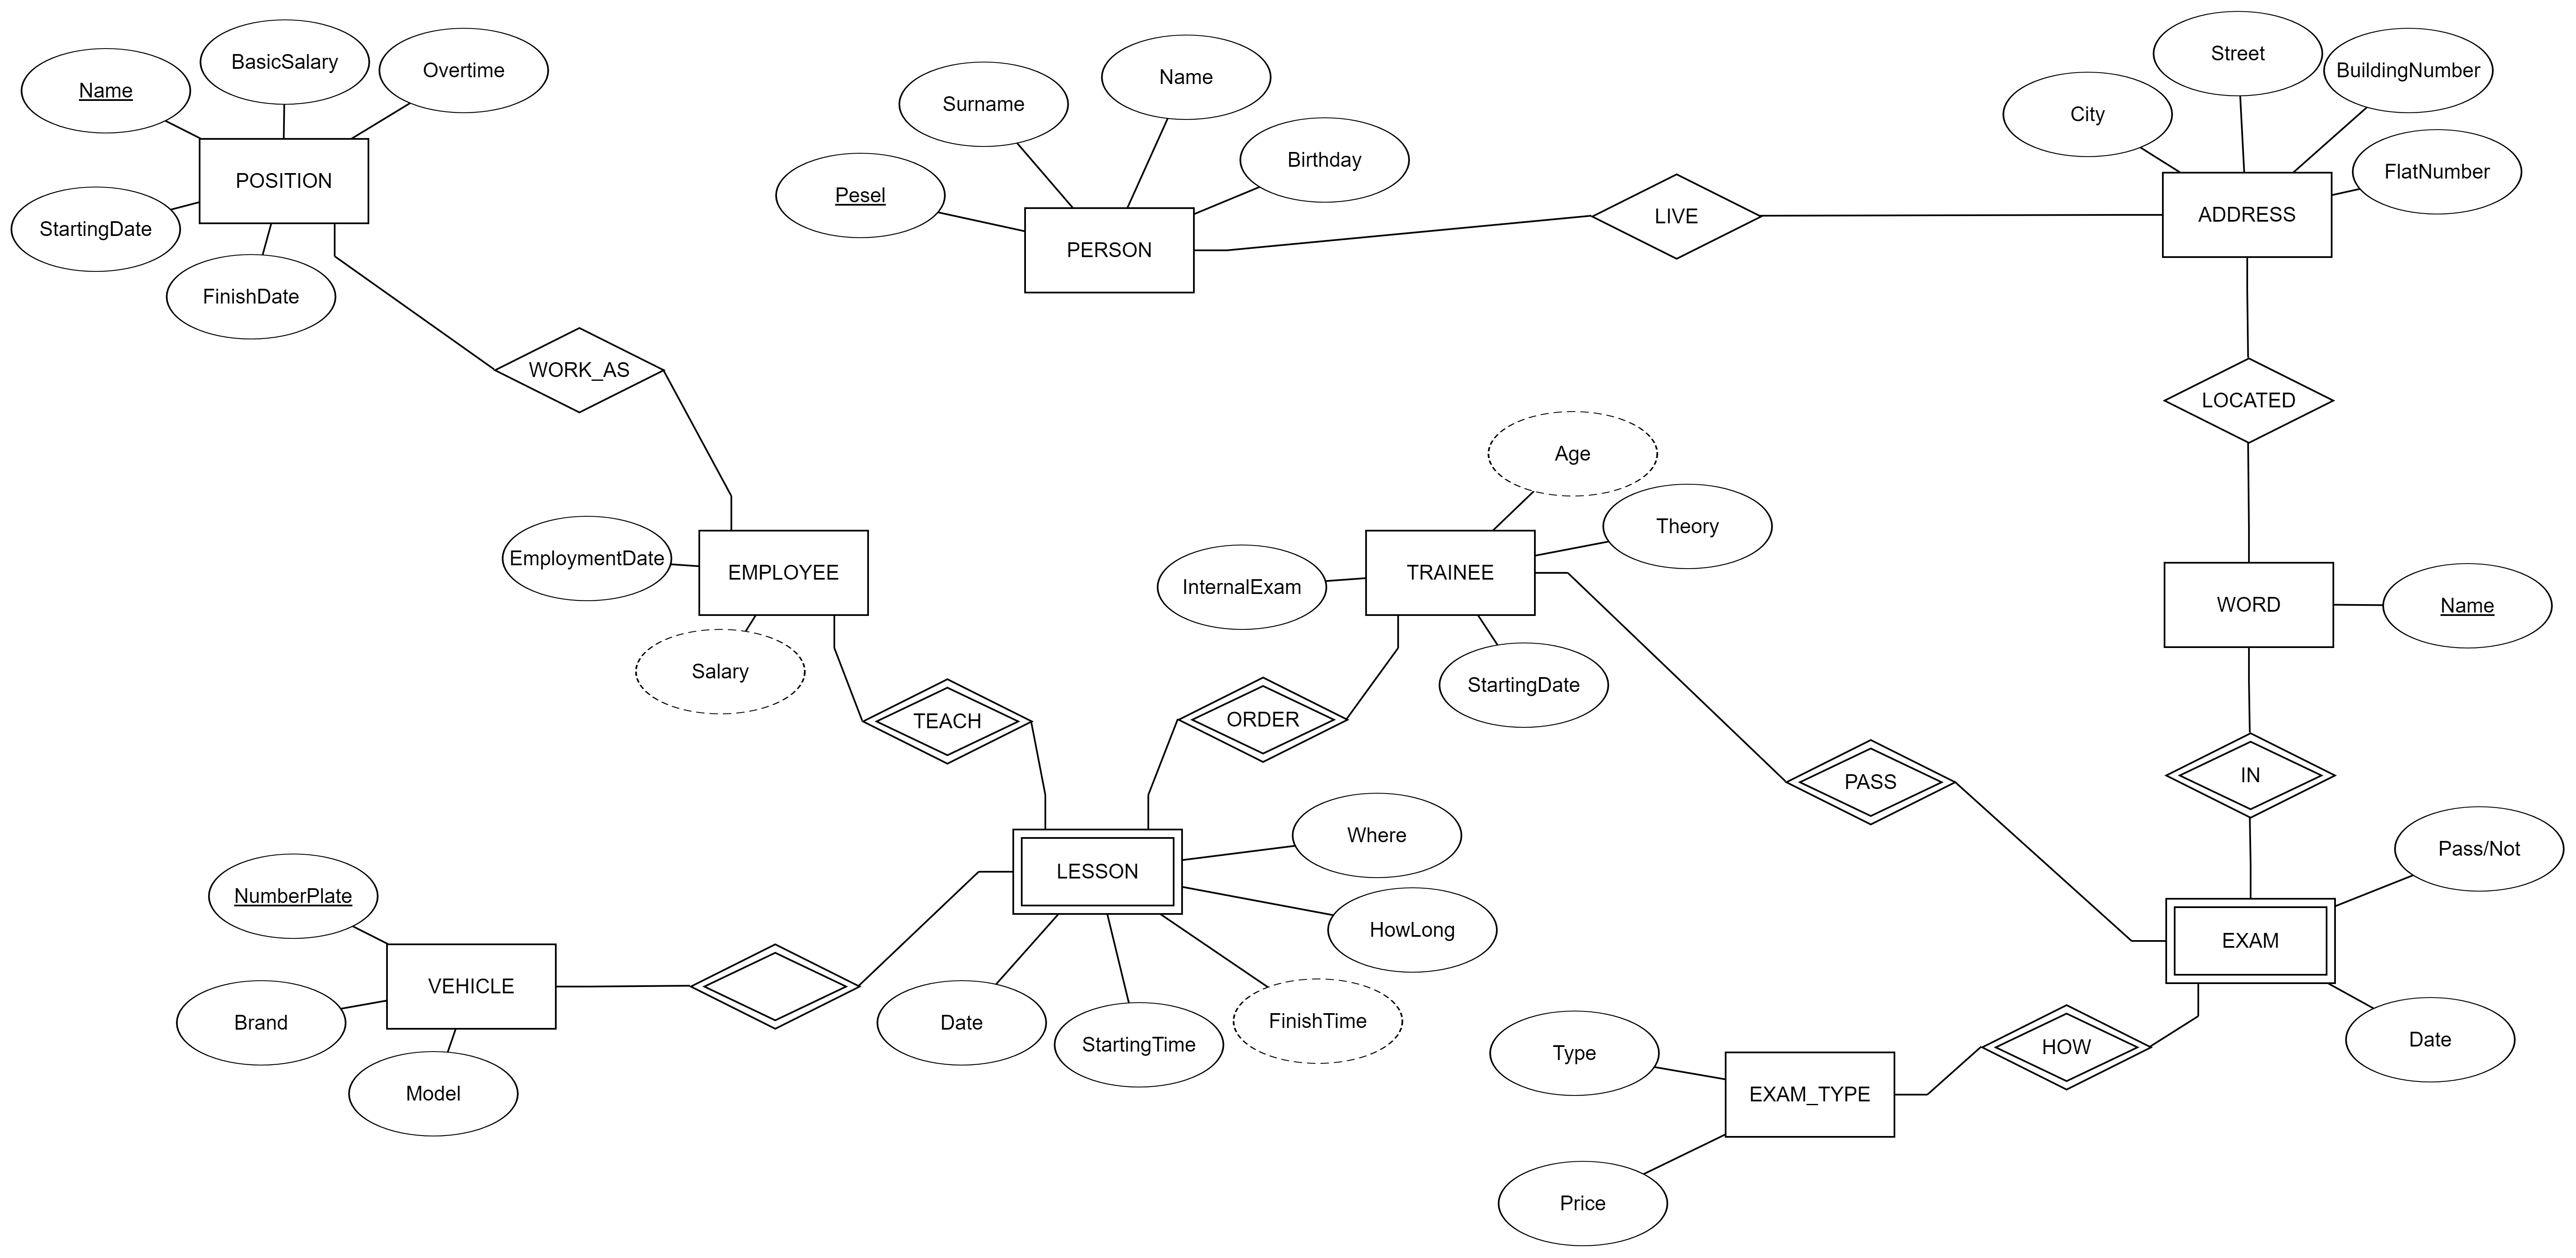 Name
BasicSalary
Overtime
POSITION
StartingDate
FinishDate
WORK_AS
Surname
Name
Pesel
Birthday
PERSON
LIVE
City
Street
BuildingNumber
FlatNumber
ADDRESS
LOCATED
EmploymentDate
EMPLOYEE
Salary
TEACH
Age
Theory
InternalExam
TRAINEE
StartingDate
ORDER
PASS
WORD
Name
IN
NumberPlate
VEHICLE
Brand
Model
LESSON
Where
HowLong
Date
StartingTime
FinishTime
Pass/Not
EXAM
Date
HOW
Type
EXAM_TYPE
Price